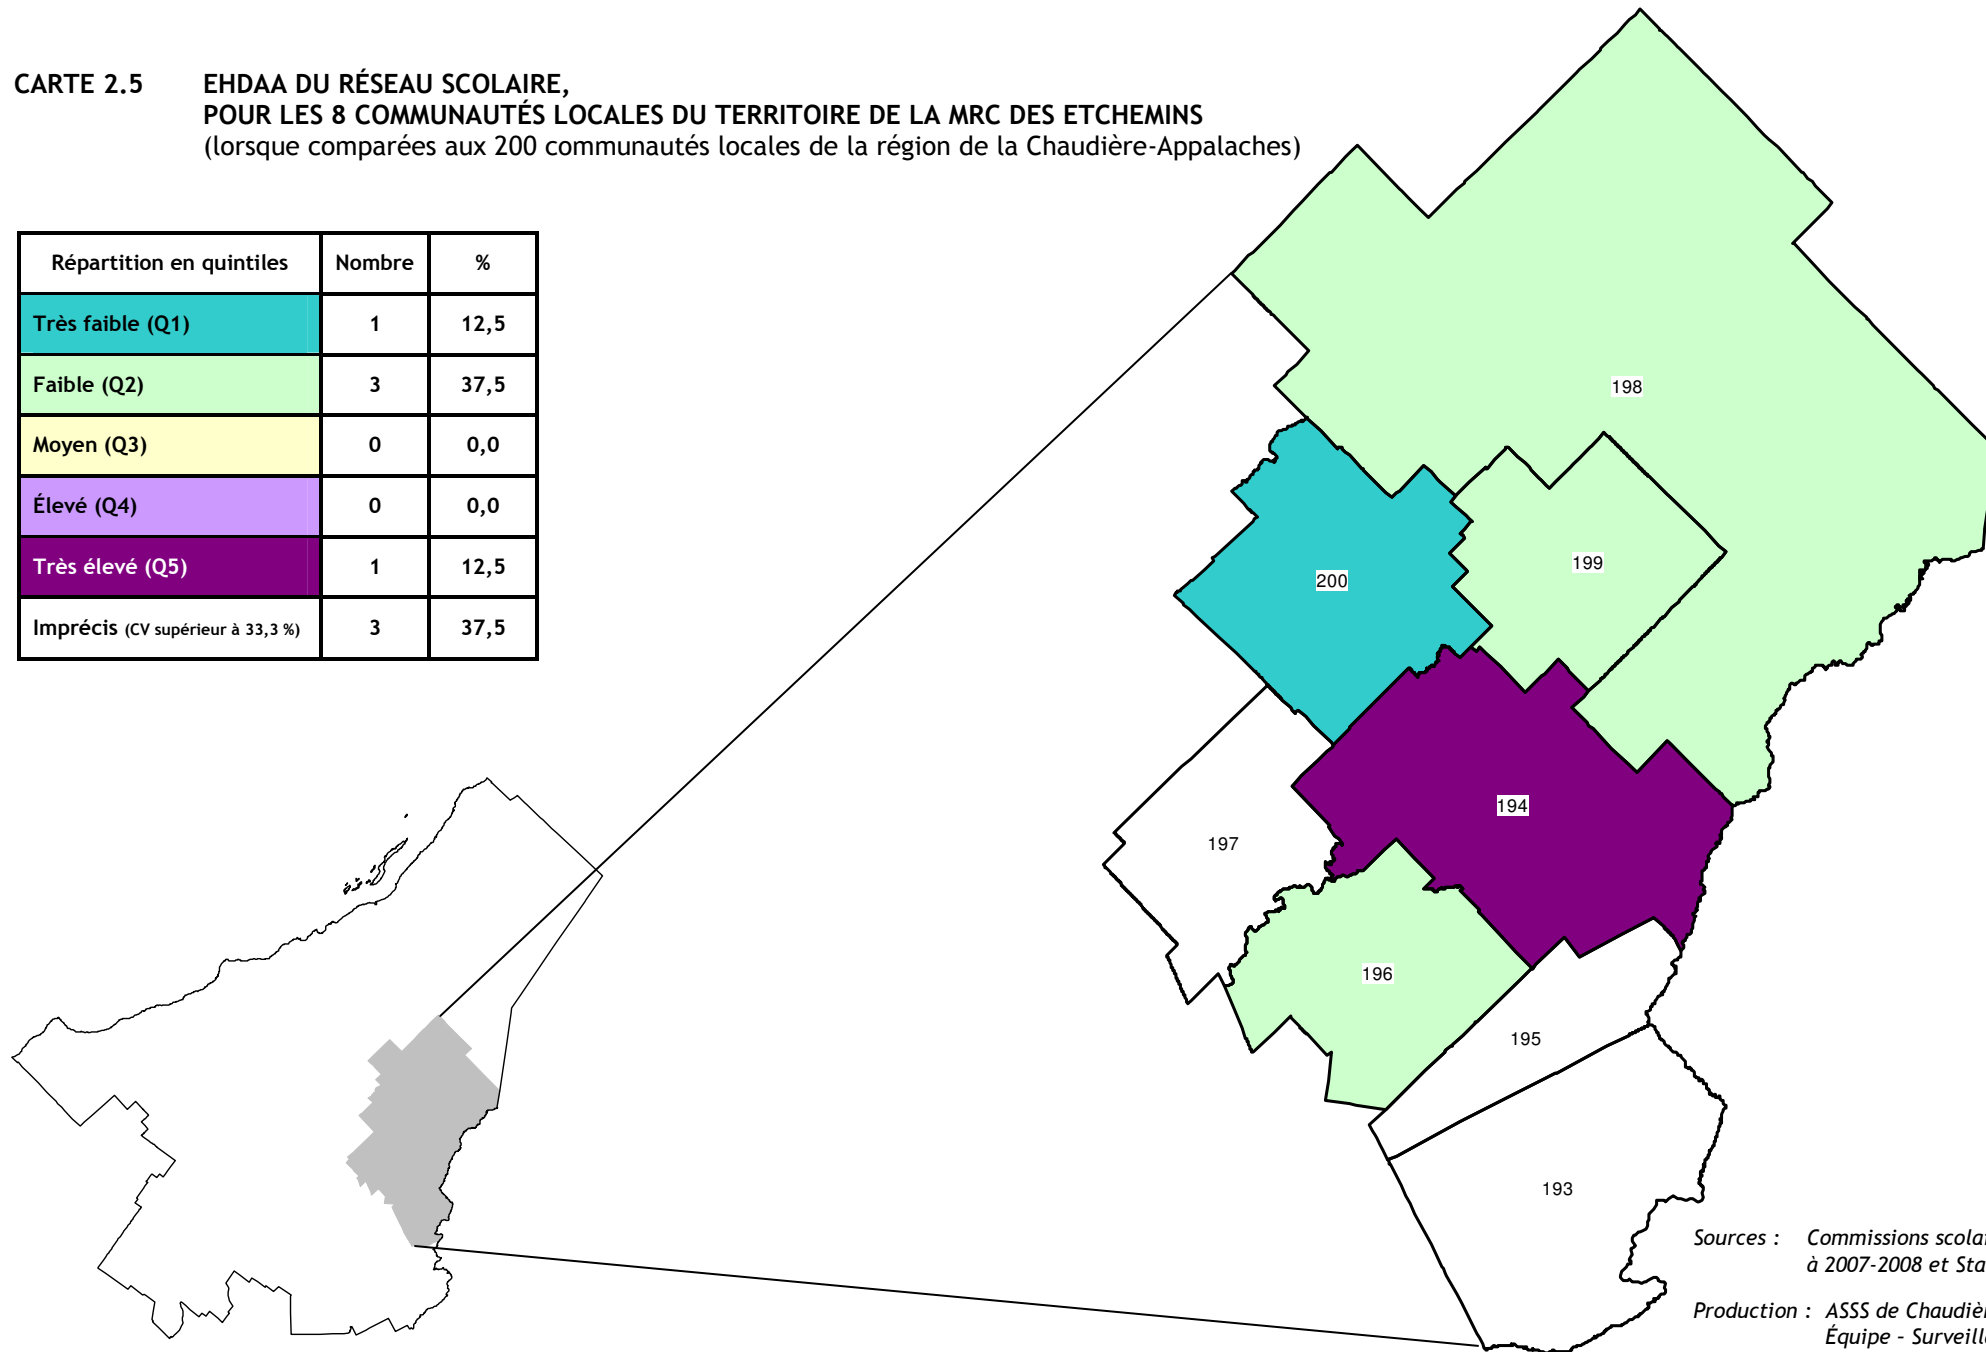 CARTE 2.5 EHDAA DU RÉSEAU SCOLAIRE,
POUR LES 8 COMMUNAUTÉS LOCALES DU TERRITOIRE DE LA MRC DES ETCHEMINS
(lorsque comparées aux 200 communautés locales de la région de la Chaudière-Appalaches)
Répartition en quintiles Nombre %
Très faible (Q1) 1 12,5
Faible (Q2) 3 37,5
Moyen (Q3) 0 0,0
Élevé (Q4) 0 0,0
Très élevé (Q5) 1 12,5
Imprécis (CV supérieur à 33,3 %) 3 37,5
198
199
200
194
197
196
195
193
Sources : Commissions
à 2007-2008 et
Production : ASSS de
Équipe -